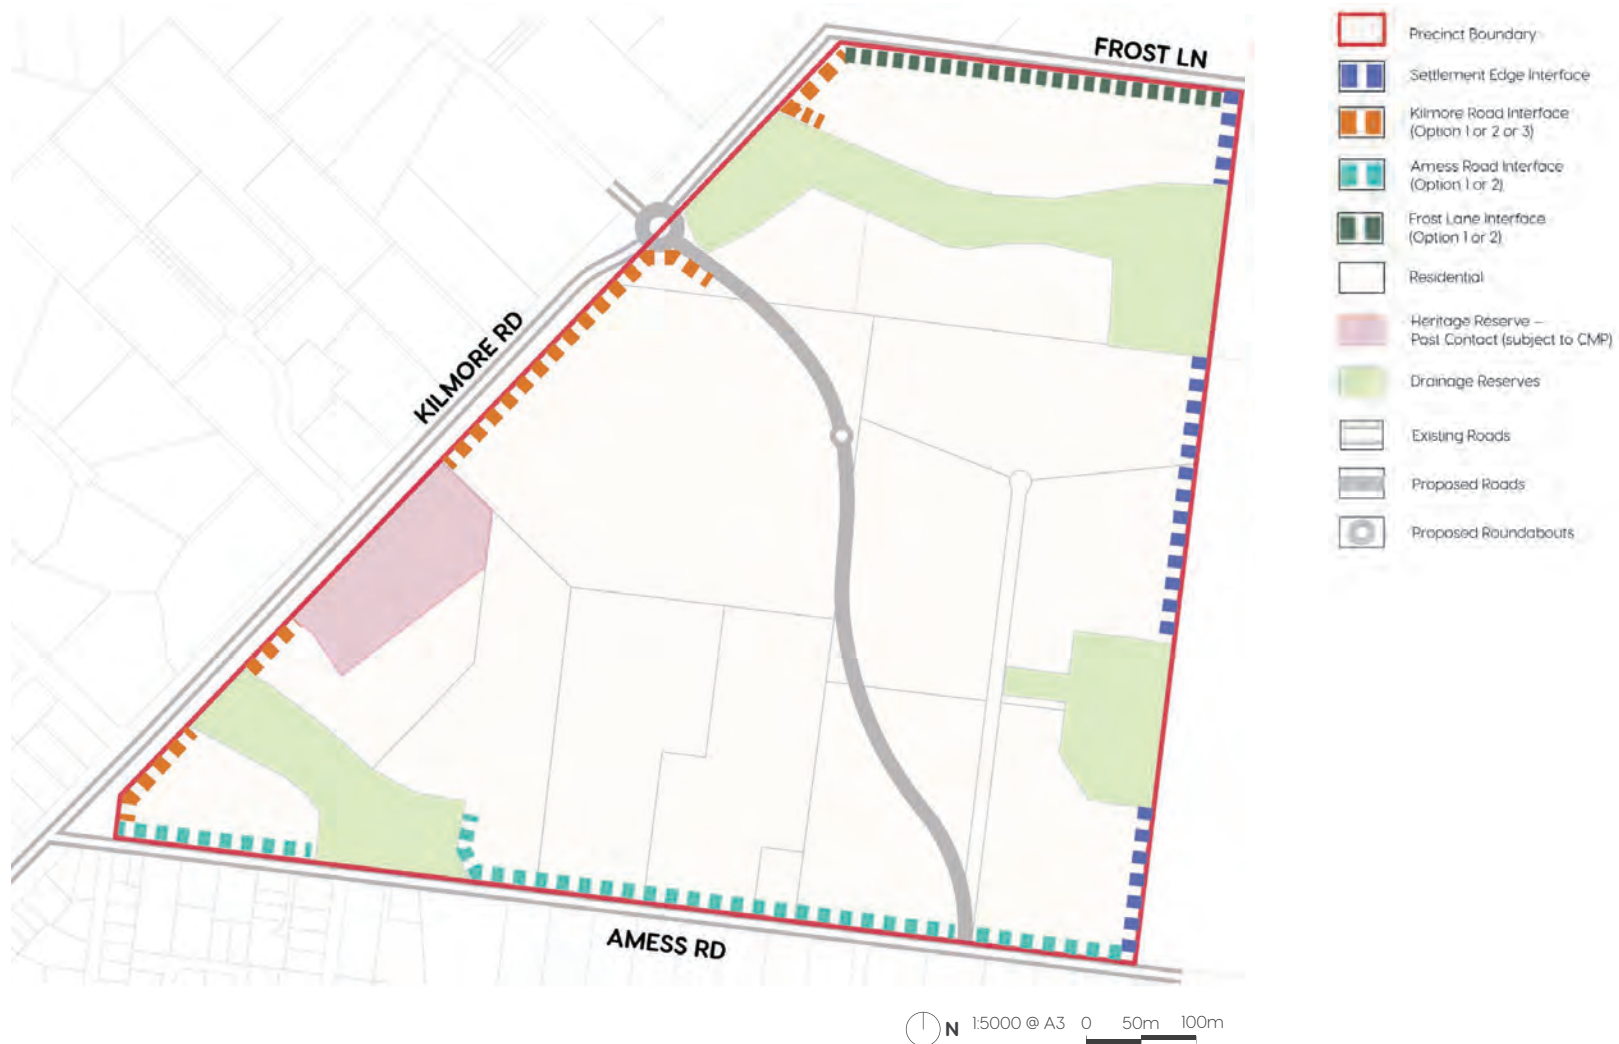 FROST LN
KILMORE RD
AMESS RD
Precinct Boundary
Settlement Edge Interface
Kilmore Road Interface
(Option 1 or 2 or 3)
Amess Road Interface
(Option 1 or 2)
Frost Lane Interface
(Option 1 or 2)
Residential
Heritage Reserve –
Post Contact (subject to CMP)
Drainage Reserves
Existing Roads
Proposed Roads
Proposed Roundabouts
N 1:5000 @ A3 0 50m 100m